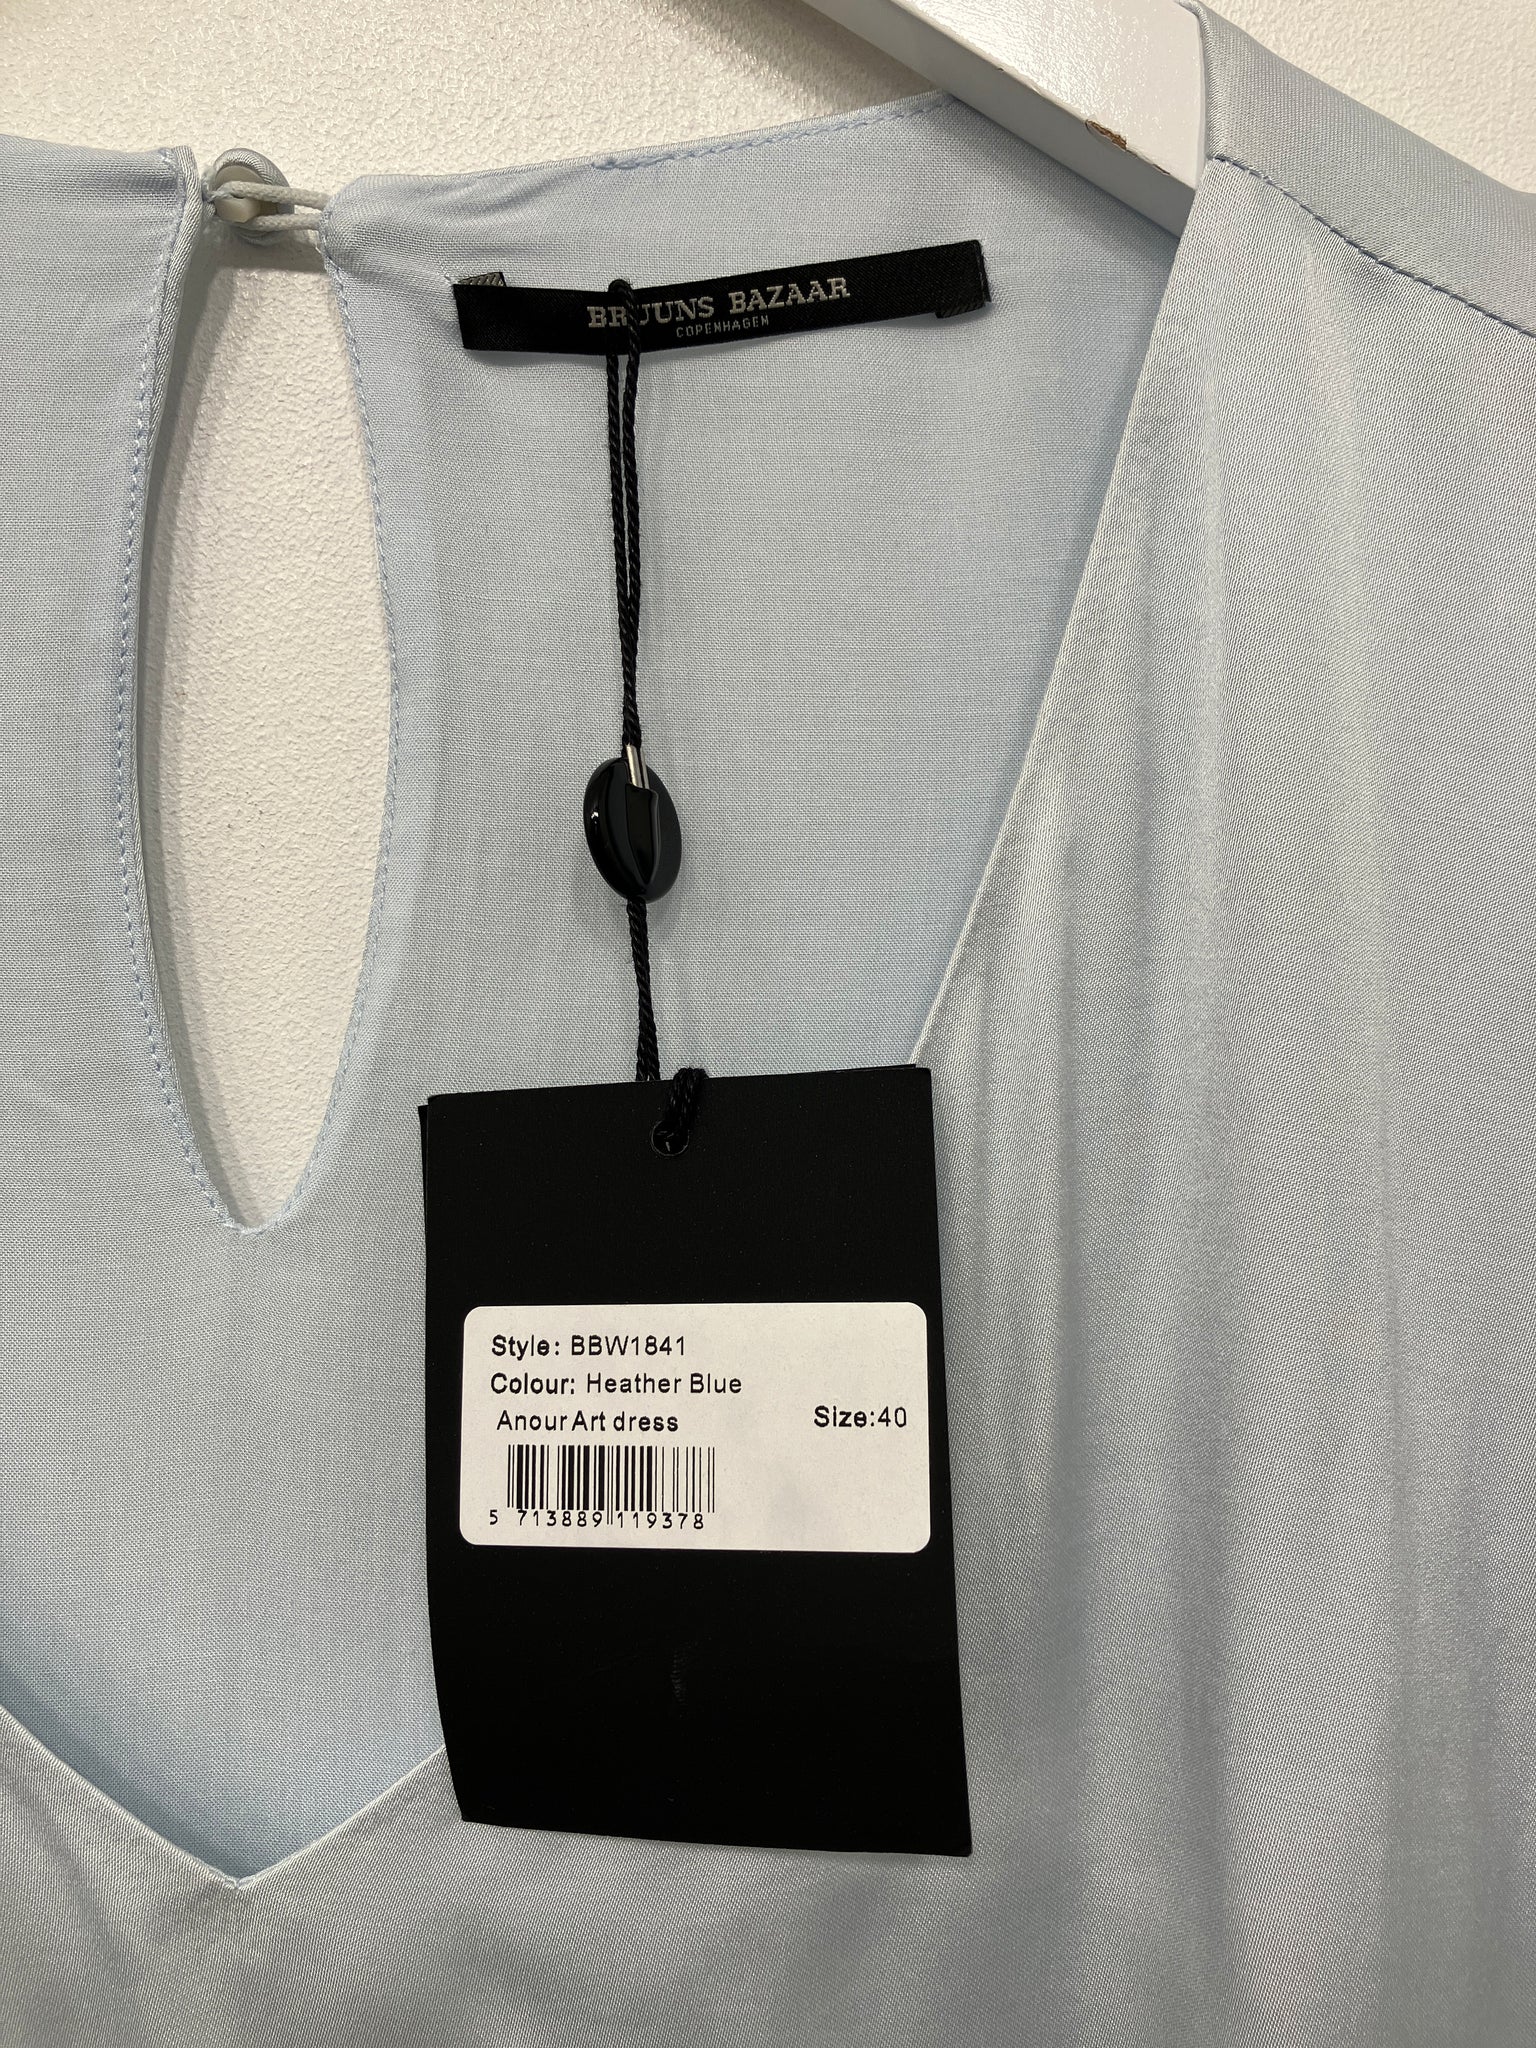 BRUUNS BAZAAR
COPENHAGEN
Style: BBW1841
Colour: Heather Blue
Anour Art dress Size:40
5 713889 119378